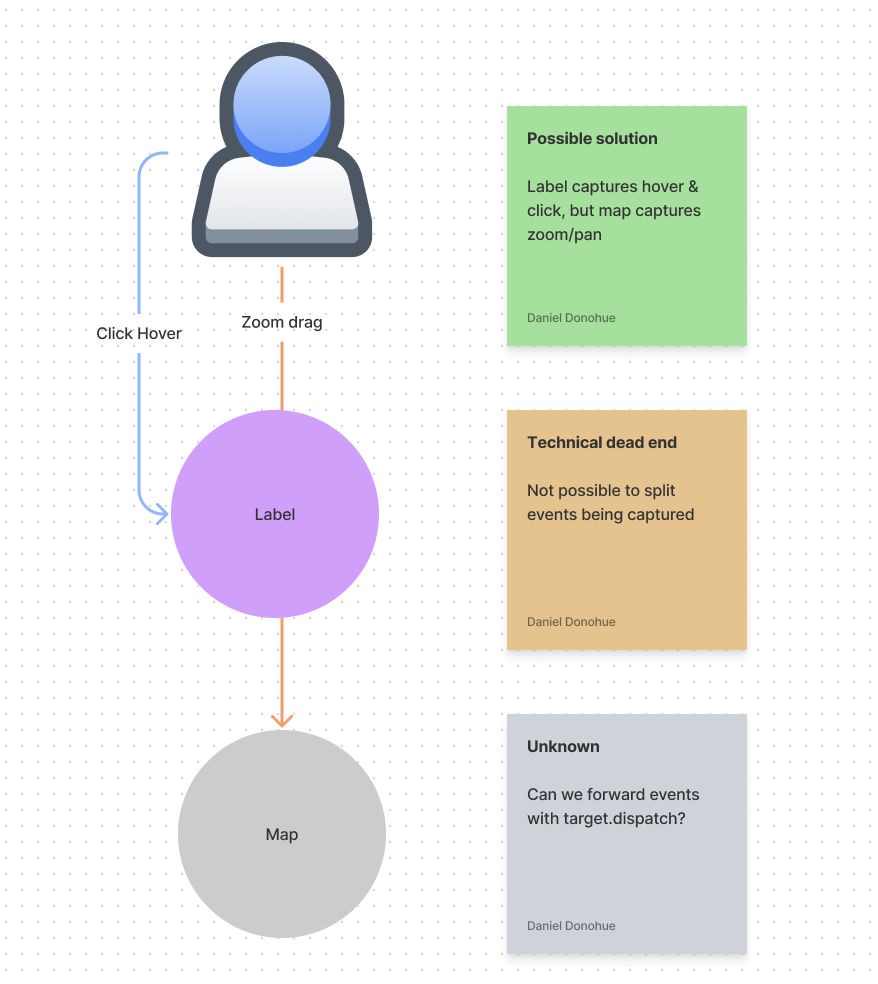 Possible solution
Label captures hover &
click, but map captures
zoom/pan
Daniel Donohue
Click Hover
Zoom drag
Technical dead end
Not possible to split
events being captured
Daniel Donohue
Label
Unknown
Can we forward events
with target.dispatch?
Daniel Donohue
Map